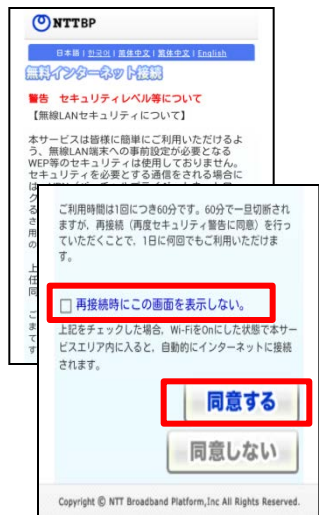 NTTBP
日本語 | 한국어 | 简体中文 | 繁体中文 | English
無料インターネット接続
警告 セキュリティレベル等について
【無線LANセキュリティについて】
本サービスは皆様に簡単にご利用いただけるよ
う、無線LAN端末への事前設定が必要となる
WEP等のセキュリティは使用しておりません。
セキュリティを必要とする通信をされる場合に
は
ク
る
さ
用
の
上
任
同
ご
ま
て
す
ご利用時間は1回につき60分です。60分で一旦切断され
ますが、再接続（再度セキュリティ警告に同意）を行っ
ていただくことで、1日に何回でもご利用いただけま
す。
再接続時にこの画面を表示しない。
上記をチェックした場合、Wi-FiをOnにした状態で本サー
ビスエリア内に入ると、自動的にインターネットに接続
されます。
同意する
同意しない
Copyright © NTT Broadband Platform,Inc All Rights Reserved.